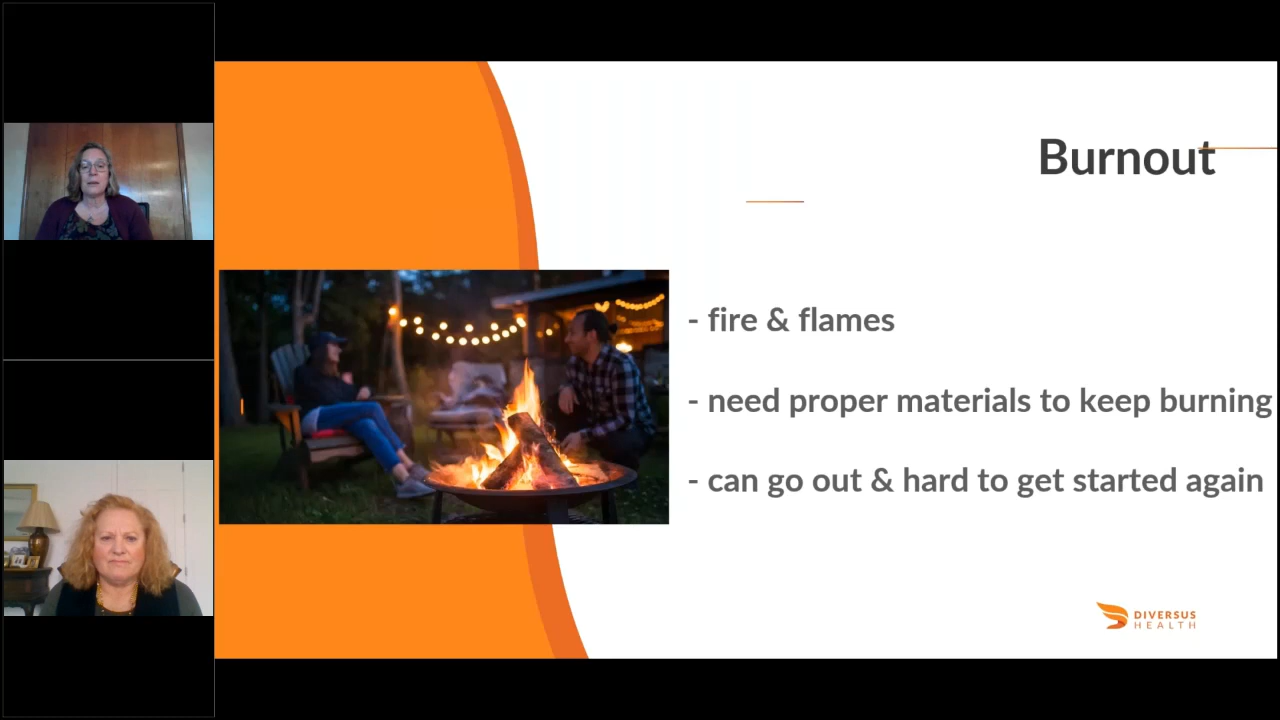 Burnout
- fire & flames
- need proper materials to keep burning
- can go out & hard to get started again
DIVERSUS
HEALTH